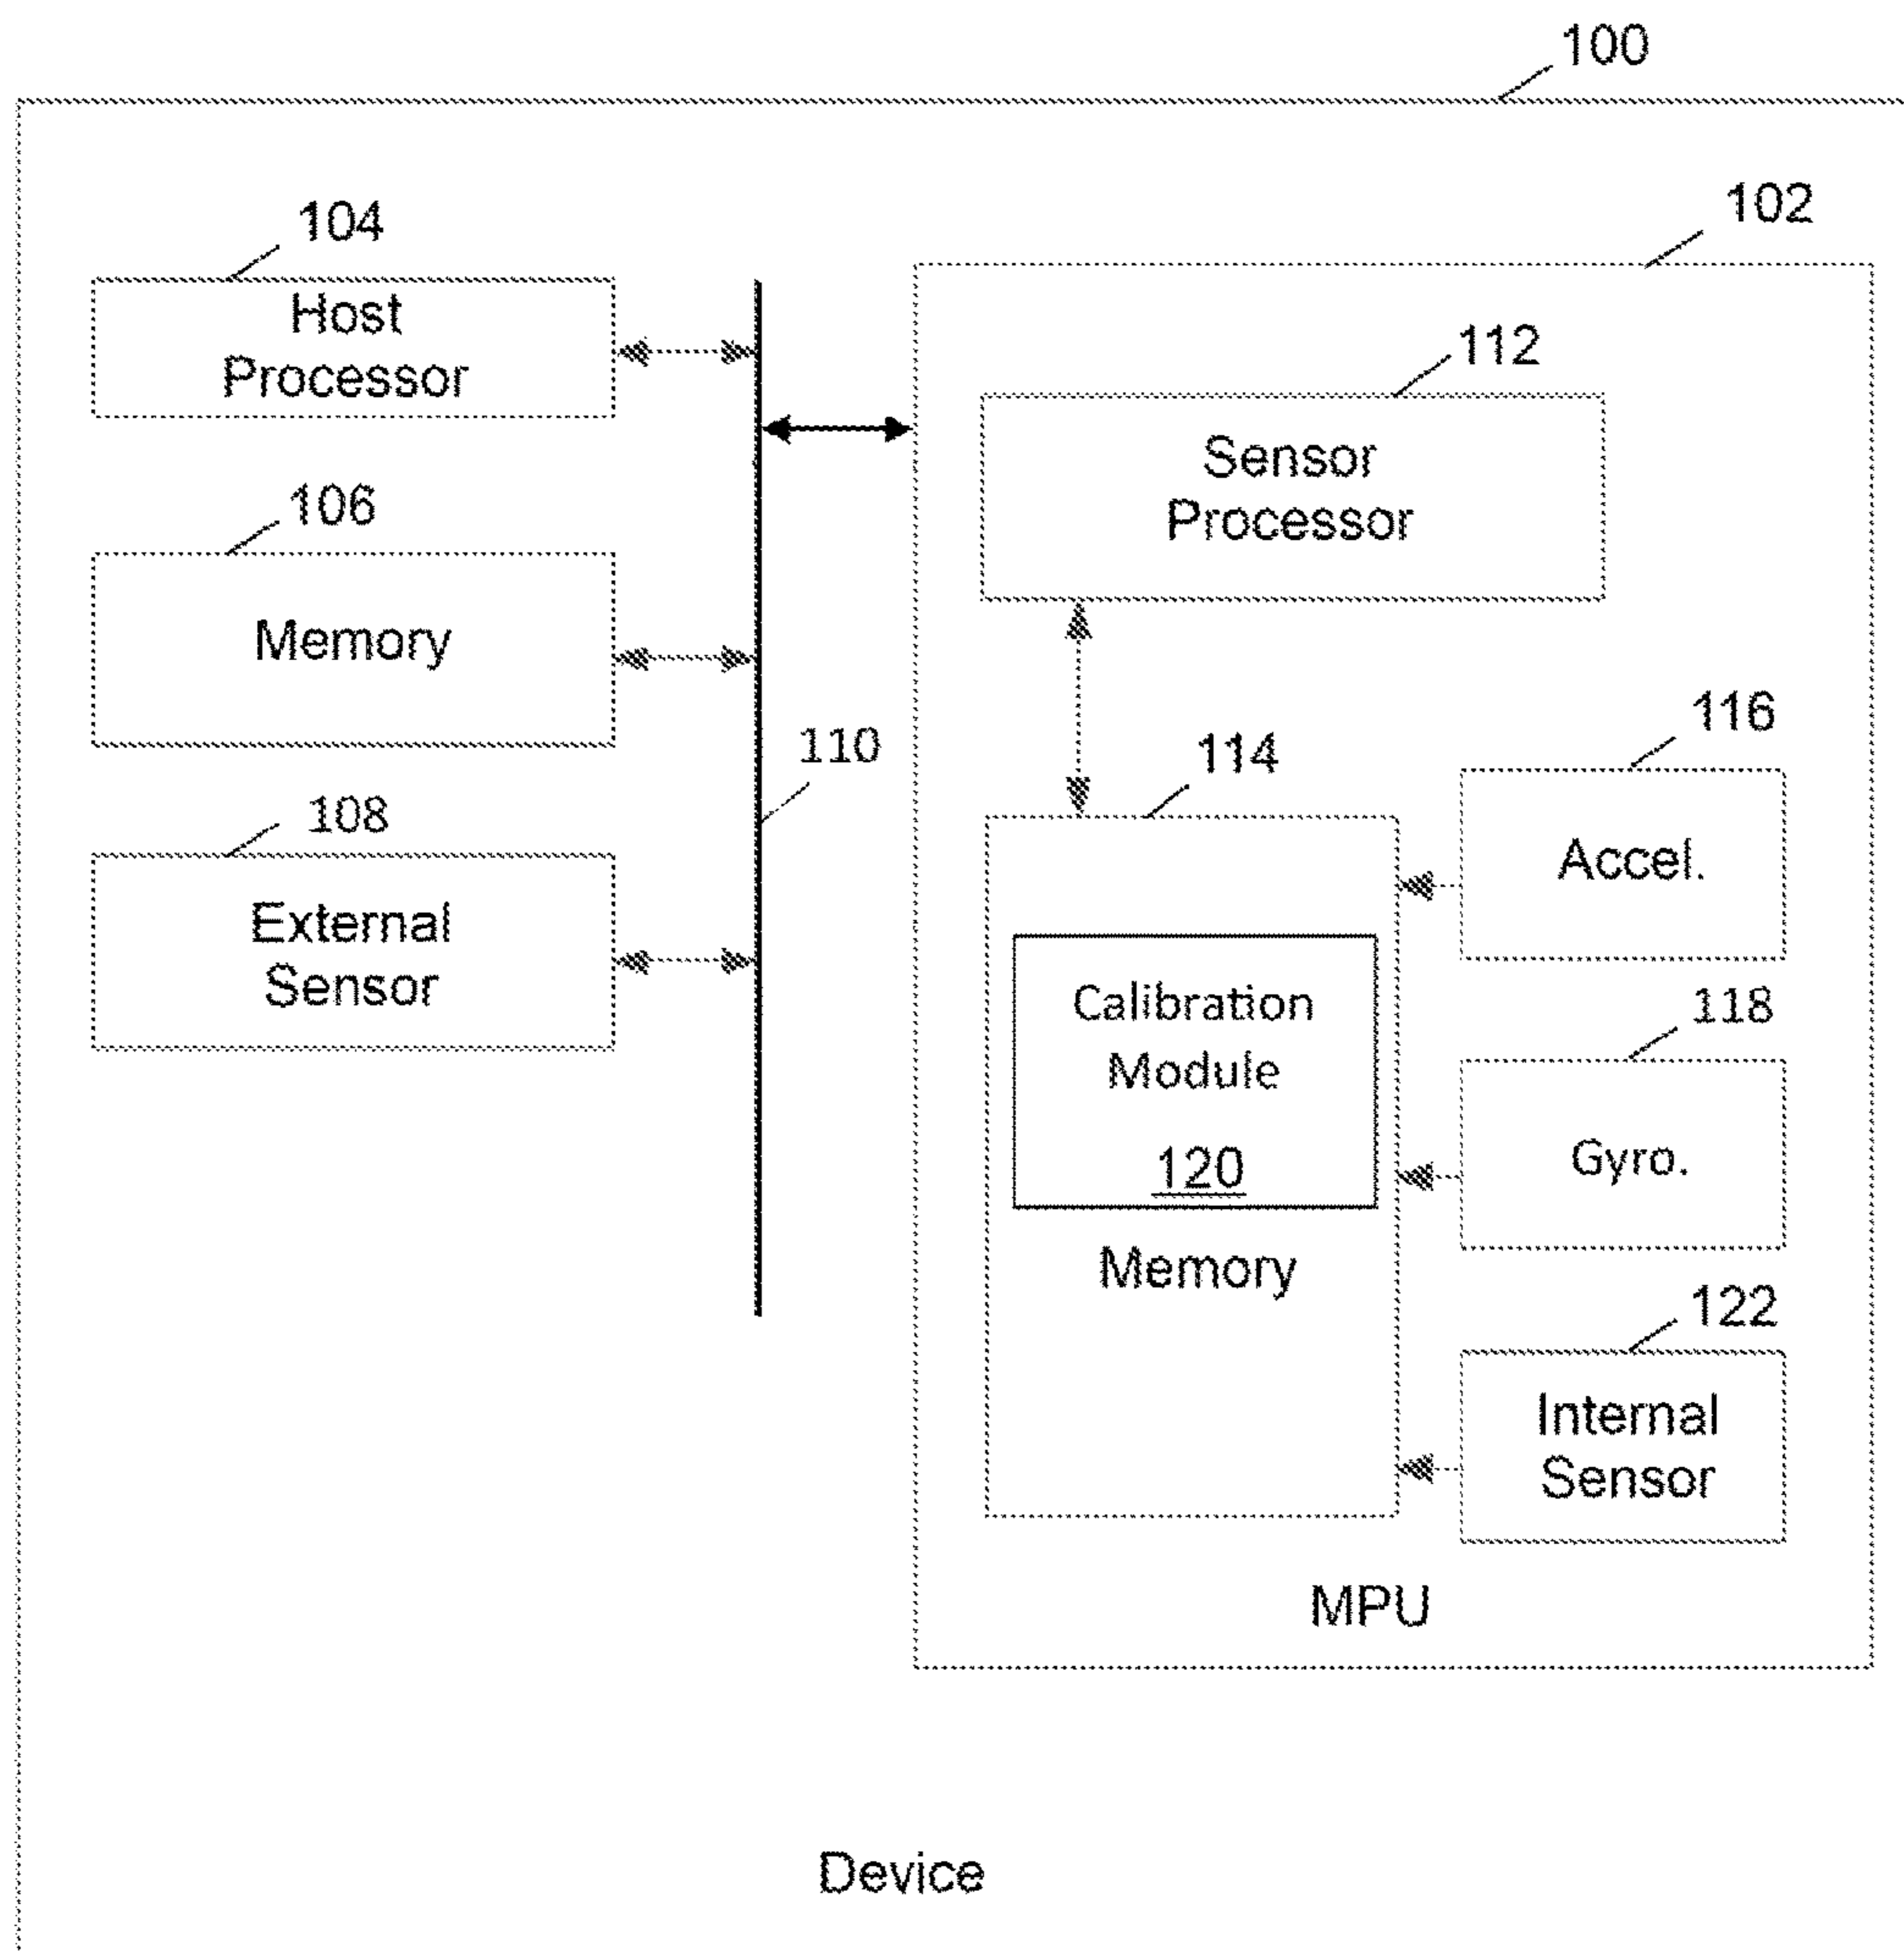 100
102
104
Host
Processor
112
Sensor
Processor
106
Memory
116
110
114
108
Accel.
External
Sensor
Calibration
Module
120
118
Gyro.
Memory
122
Internal
Sensor
MPU
Device